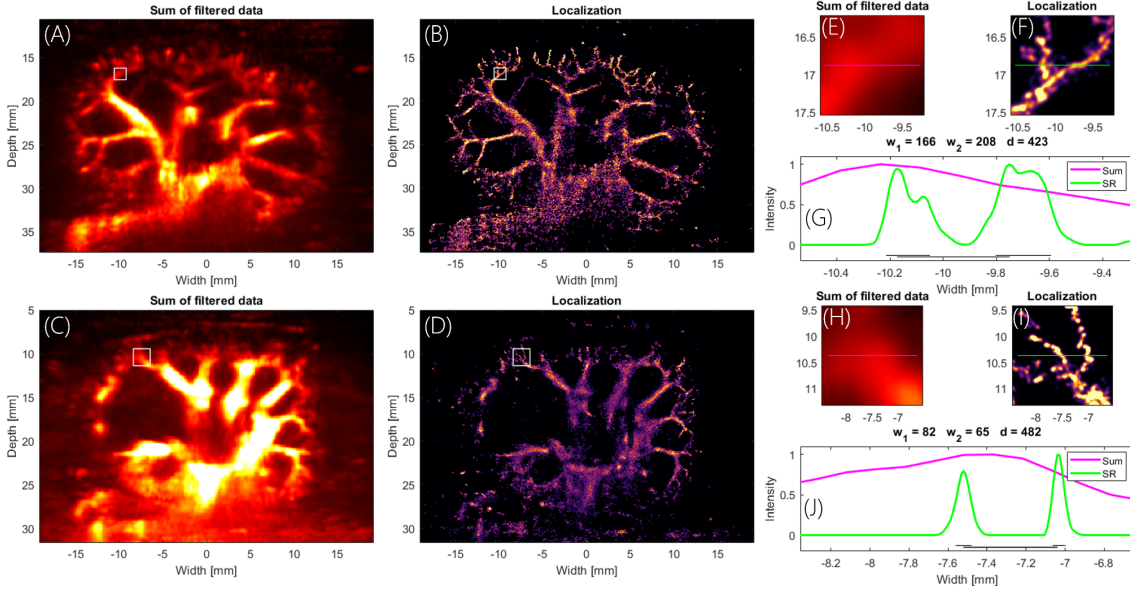 Sum of filtered data
(A)
Depth [mm]
15
20
25
30
35
-15 -10 -5 0 5 10 15
Width [mm]
Localization
(B)
Depth [mm]
15
20
25
30
35
-15 -10 -5 0 5 10 15
Width [mm]
Sum of filtered data
(E)
16.5
17
17.5
-10.5 -10 -9.5
Localization
(F)
16.5
17
17.5
-10.5 -10 -9.5
w1 = 166 w2 = 208 d = 423
(G)
Intensity
1
0.5
0
Sum
SR
-10.4 -10.2 -10 -9.8 -9.6 -9.4
Width [mm]
Sum of filtered data
(C)
Depth [mm]
5
10
15
20
25
30
-15 -10 -5 0 5 10 15
Width [mm]
Localization
(D)
Depth [mm]
5
10
15
20
25
30
-15 -10 -5 0 5 10 15
Width [mm]
Sum of filtered data
(H)
9.5
10
10.5
11
-8 -7.5 -7
Localization
(I)
9.5
10
10.5
11
-8 -7.5 -7
w1 = 82 w2 = 65 d = 482
(J)
Intensity
1
0.5
0
Sum
SR
-8.2 -8 -7.8 -7.6 -7.4 -7.2 -7 -6.8
Width [mm]